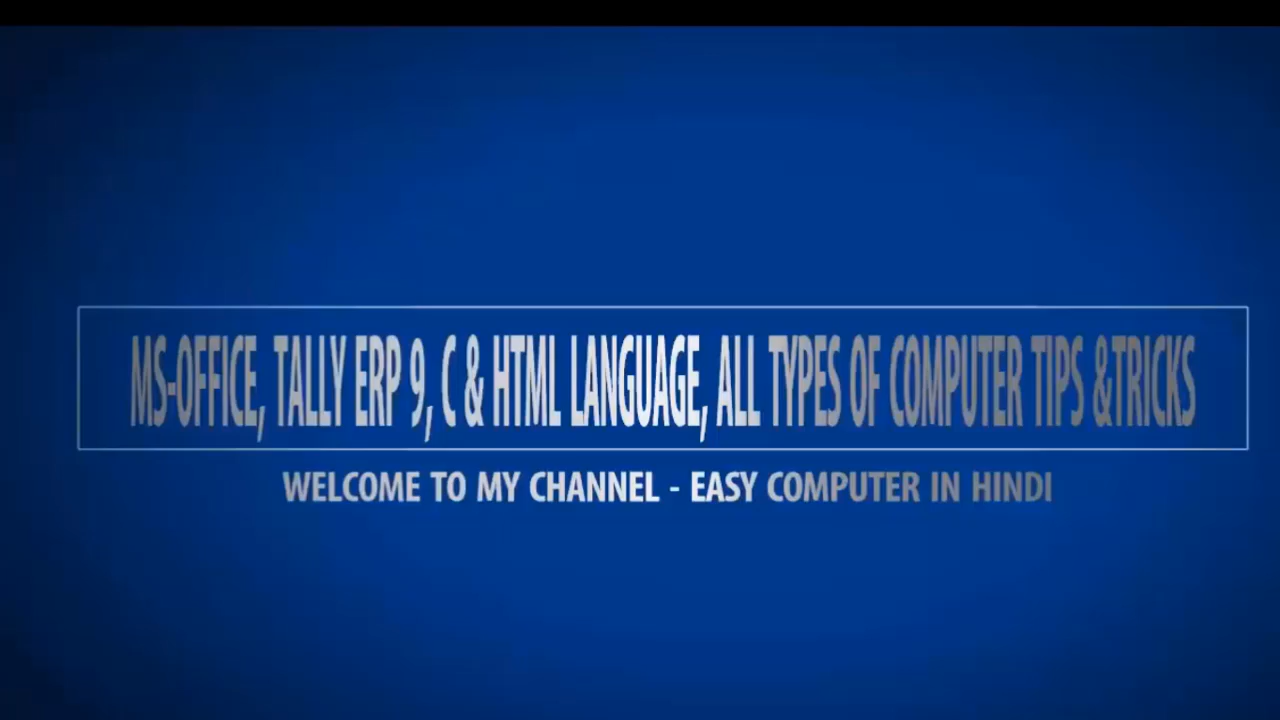 MS-OFFICE, TALLY ERP 9, C & HTML LANGUAGE, ALL TYPES OF COMPUTER TIPS &TRICKS
WELCOME TO MY CHANNEL - EASY COMPUTER IN HINDI